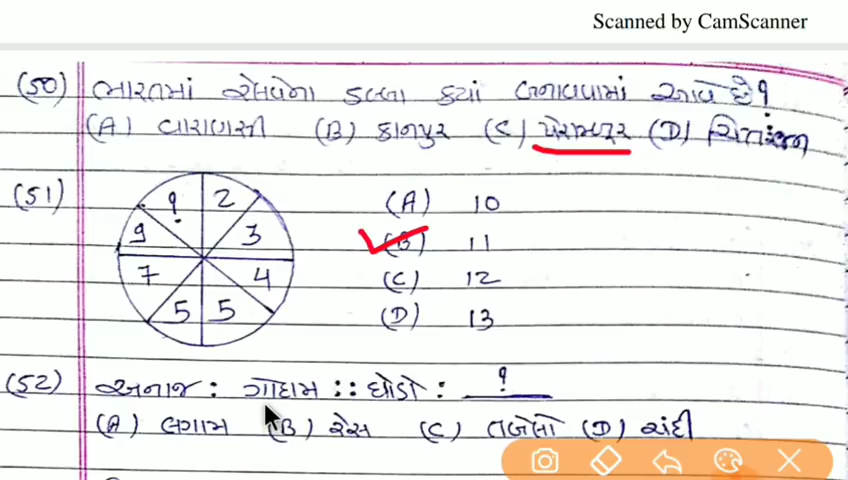 Scanned by CamScanner
(50) ભારતમાં રેલવેના ડબ્બા કયાં બનાવવામાં આવે છે?
(A) વારાણસી (B) કાનપુર (C) પેરામ્બુર (D) ચિતરંજન
(51)
? 2 (A) 10
9 3 (B) 11
7 4 (C) 12
5 5 (D) 13
(52) અનાજ : ગોદામ :: ઘોડો : ?
(A) લગામ (B) રેસ (C) તબેલો (D) ચંદી